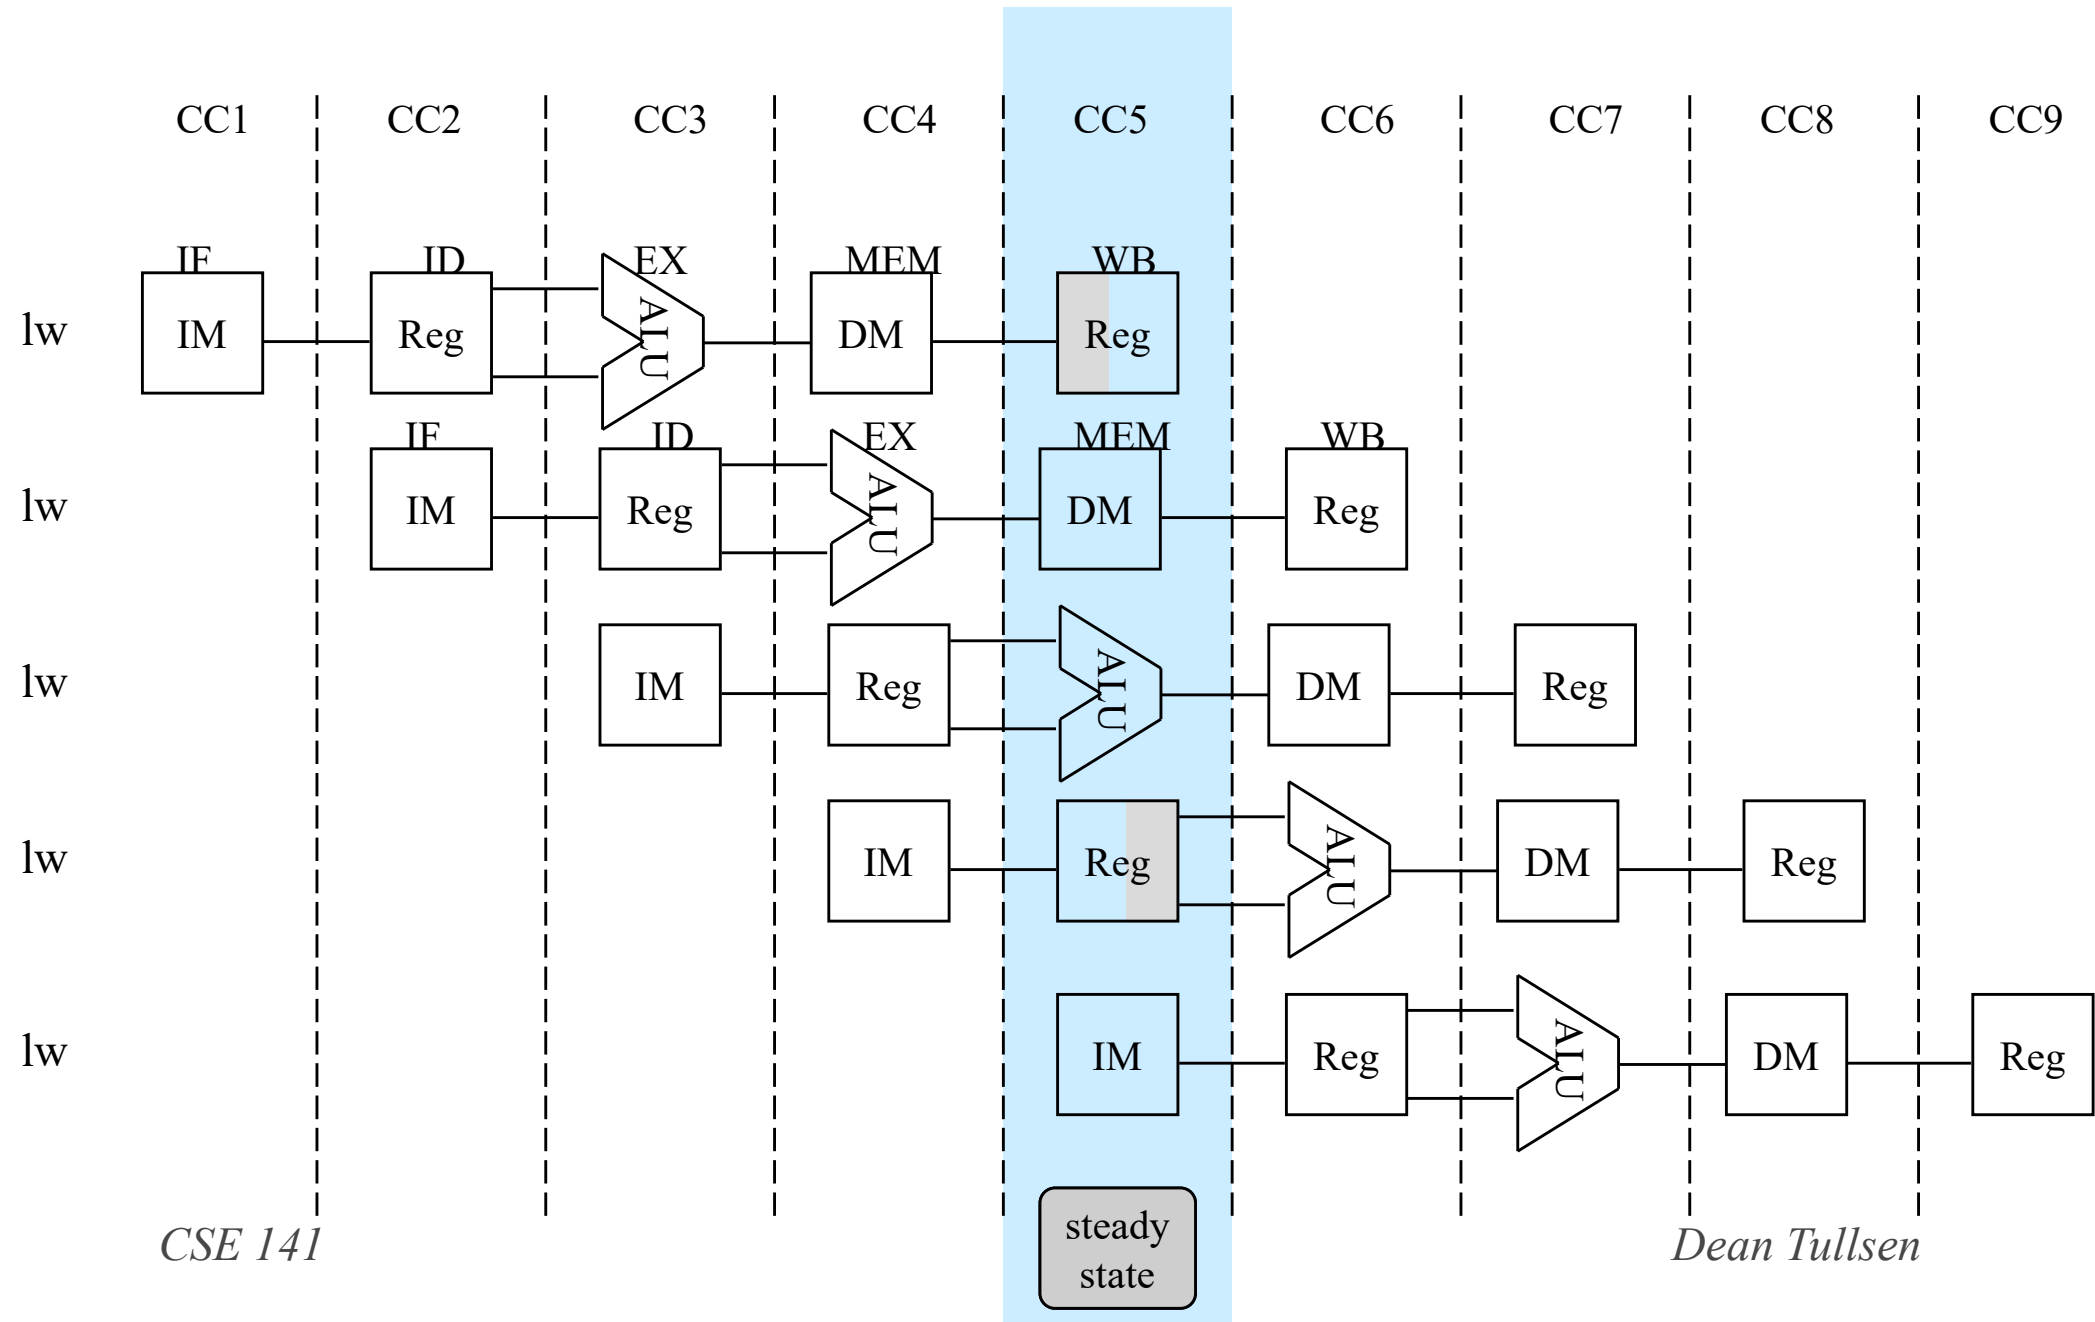 CC1 CC2 CC3 CC4 CC5 CC6 CC7 CC8 CC9
IF ID EX MEM WB
lw IM Reg ALU DM Reg
IF ID EX MEM WB
lw IM Reg ALU DM Reg
lw IM Reg ALU DM Reg
lw IM Reg ALU DM Reg
lw IM Reg ALU DM Reg
steady
state
CSE 141 Dean Tullsen